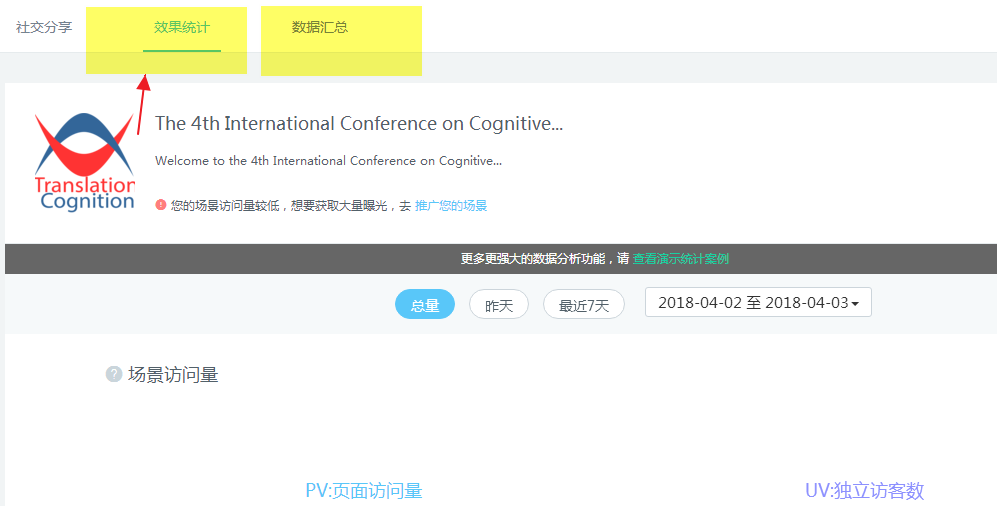 社交分享 效果统计 数据汇总
The 4th International Conference on Cognitive...
Welcome to the 4th International Conference on Cognitive...
Translation
Cognition
您的场景访问量较低，想要获取大量曝光，去 推广您的场景
更多更强大的数据分析功能，请 查看演示统计案例
总量 昨天 最近7天 2018-04-02 至 2018-04-03
? 场景访问量
PV:页面访问量 UV:独立访客数